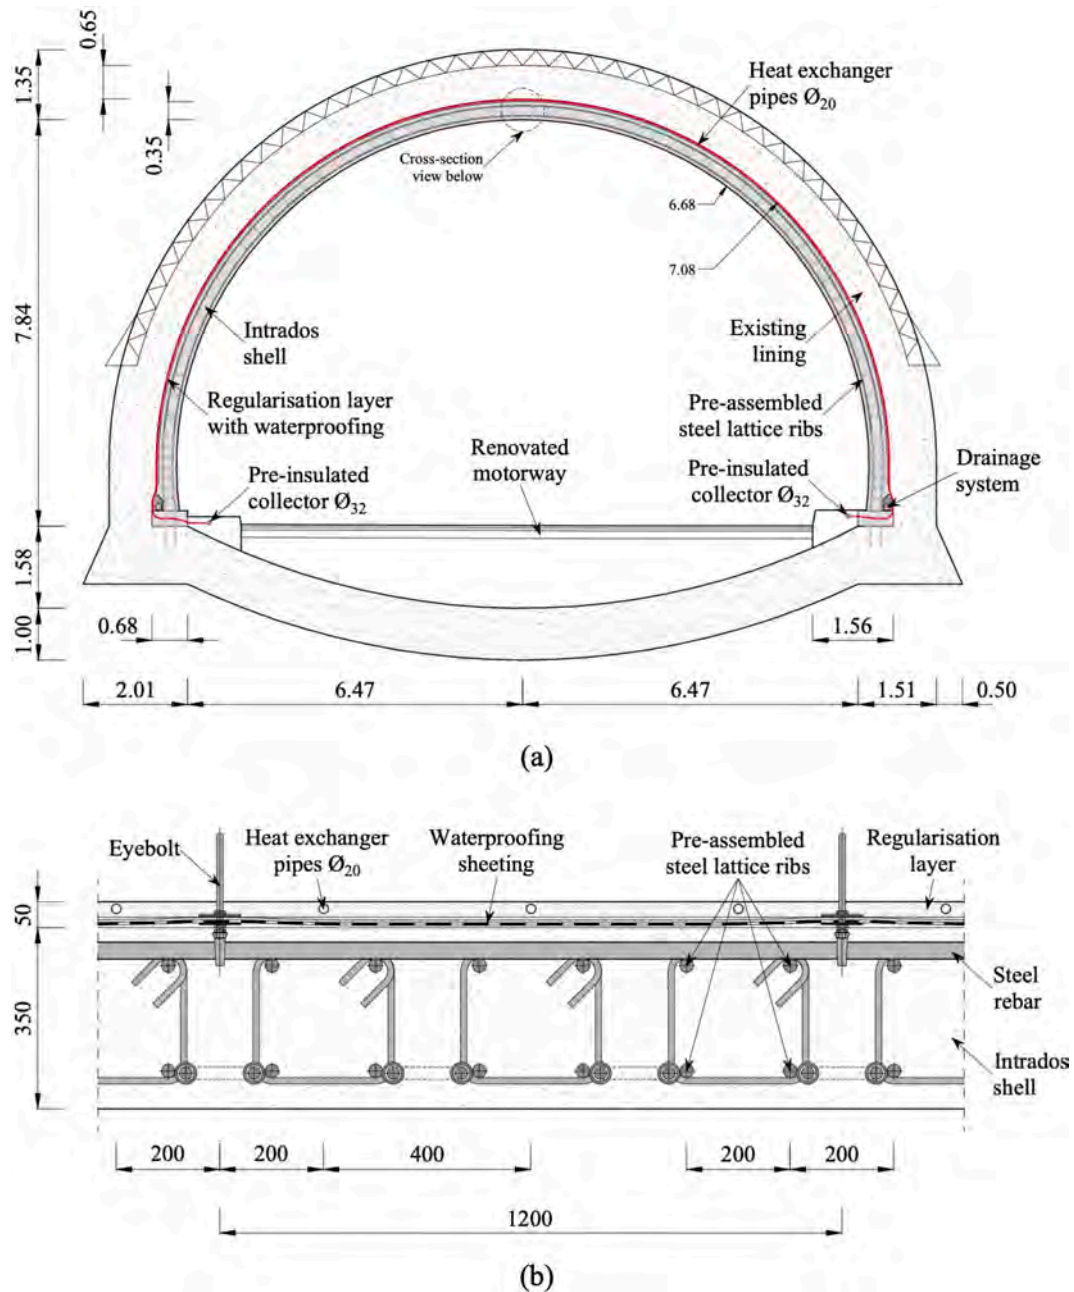 0.65
1.35
0.35
7.84
1.58
1.00
Heat exchanger
pipes Ø20
Cross-section
view below
6.68
7.08
Intrados
shell
Existing
lining
Regularisation layer
with waterproofing
Pre-assembled
steel lattice ribs
Renovated
motorway
Pre-insulated
collector Ø32
Pre-insulated
collector Ø32
Drainage
system
0.68
1.56
2.01
6.47
6.47
1.51
0.50
(a)
Eyebolt
Heat exchanger
pipes Ø20
Waterproofing
sheeting
Pre-assembled
steel lattice ribs
Regularisation
layer
50
350
Steel
rebar
Intrados
shell
200
200
400
200
200
1200
(b)